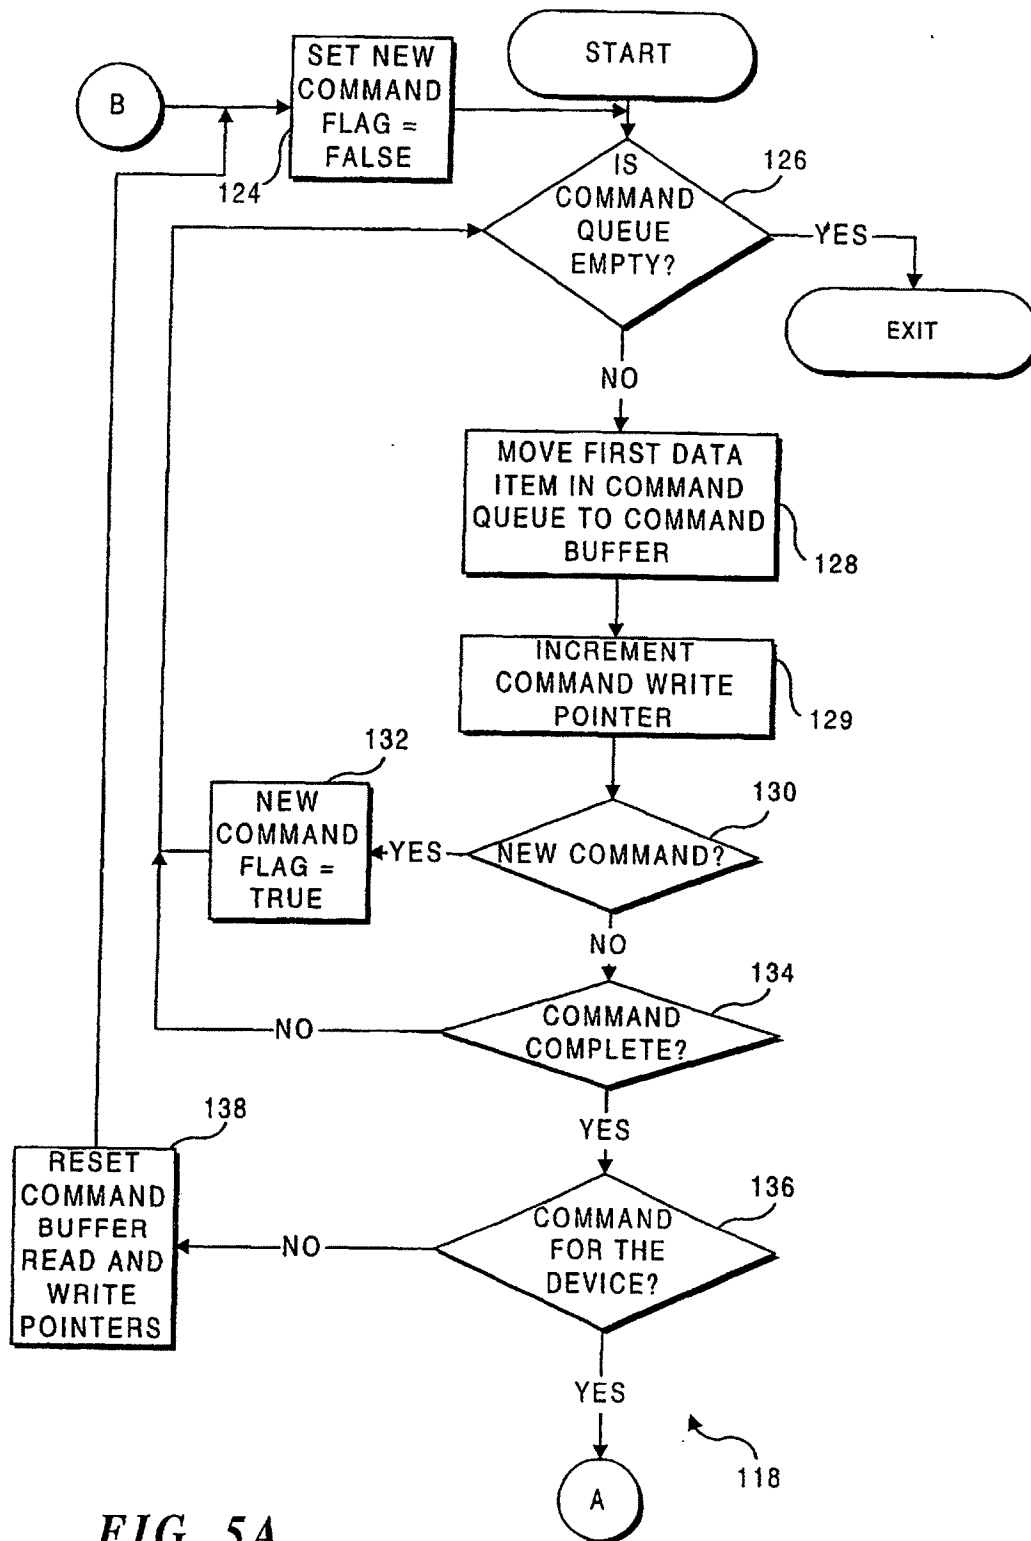 SET NEW
COMMAND
FLAG =
FALSE
START
B
124
IS
COMMAND
QUEUE
EMPTY?
126
YES
EXIT
NO
MOVE FIRST DATA
ITEM IN COMMAND
QUEUE TO COMMAND
BUFFER
128
INCREMENT
COMMAND WRITE
POINTER
129
132
NEW
COMMAND
FLAG =
TRUE
YES
NEW COMMAND?
130
NO
134
COMMAND
COMPLETE?
NO
YES
138
RESET
COMMAND
BUFFER
READ AND
WRITE
POINTERS
NO
COMMAND
FOR THE
DEVICE?
136
YES
118
A
FIG. 5A